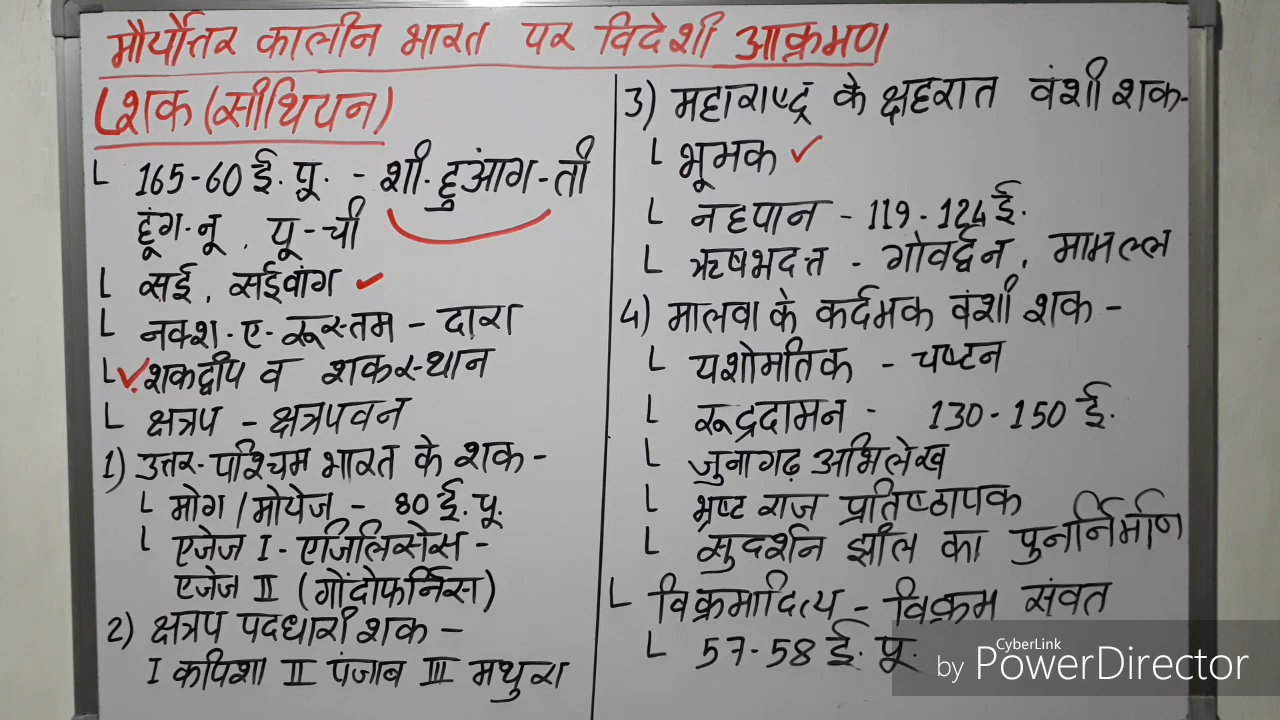 मौर्योत्तर कालीन भारत पर विदेशी आक्रमण
└शक (सीथियन)
└ 165-60 ई. पू. - शी-हुआंग-ती
हूंग-नू, यू-ची
└ सई, सईवांग ✓
└ नक्श-ए-रूस्तम - दारा
└ ✓शकद्वीप व शकस्थान
└ क्षत्रप - क्षत्रपवन
1) उत्तर-पश्चिम भारत के शक -
└ मोग/मोयेज - 80 ई. पू.
└ एजेज I - एजिलिसेस -
एजेज II (गोंदोफर्निस)
2) क्षत्रप पदधारी शक -
I कपिशा II पंजाब III मथुरा
3) महाराष्ट्र के क्षहरात वंशी शक-
└ भूमक ✓
└ नहपान - 119-124 ई.
└ ऋषभदत्त - गोवर्द्धन, मामल्ल
4) मालवा के कर्दमक वंशी शक -
└ यशोमतिक - चष्टन
└ रूद्रदामन - 130-150 ई.
└ जुनागढ़ अभिलेख
└ भ्रष्ट राज प्रतिष्ठापक
└ सुदर्शन झील का पुनर्निर्माण
└ विक्रमादित्य - विक्रम संवत
└ 57-58 ई. पू.
CyberLink
by PowerDirector